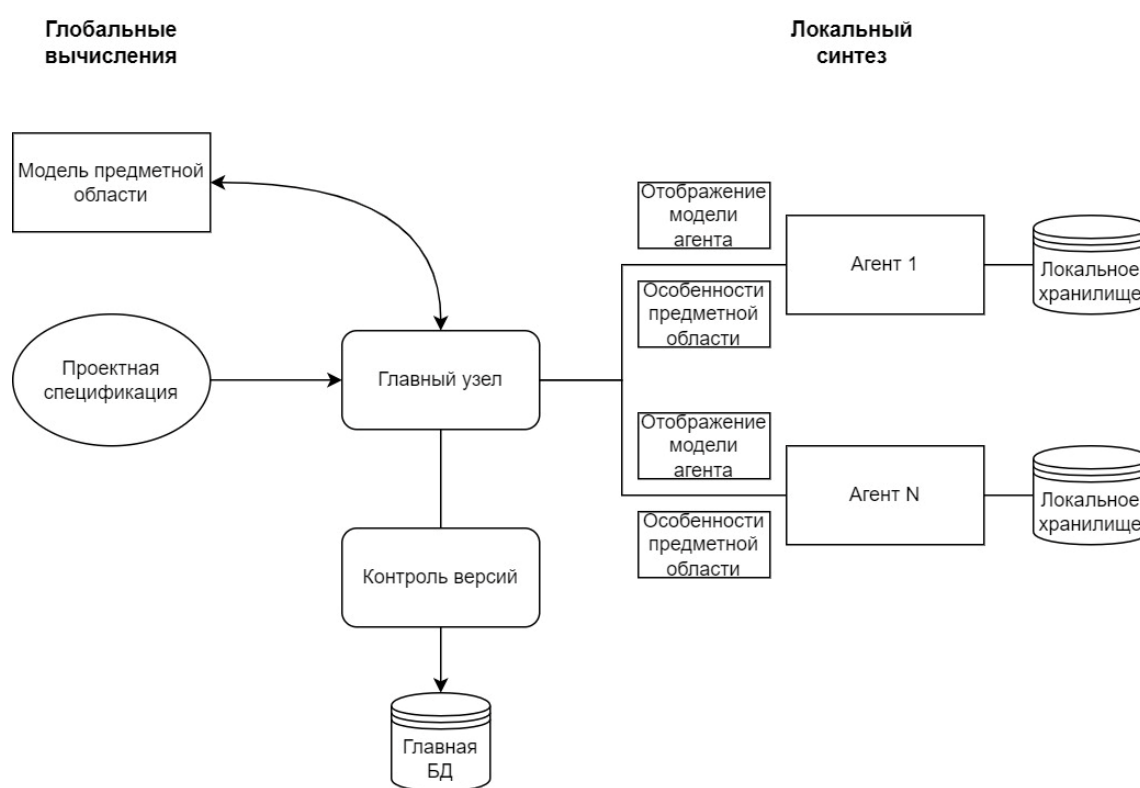 Глобальные
вычисления
Локальный
синтез
Модель предметной
области
Отображение
модели
агента
Агент 1
Локальное
хранилище
Особенности
предметной
области
Проектная
спецификация
Главный узел
Отображение
модели
агента
Агент N
Локальное
хранилище
Особенности
предметной
области
Контроль версий
Главная
БД